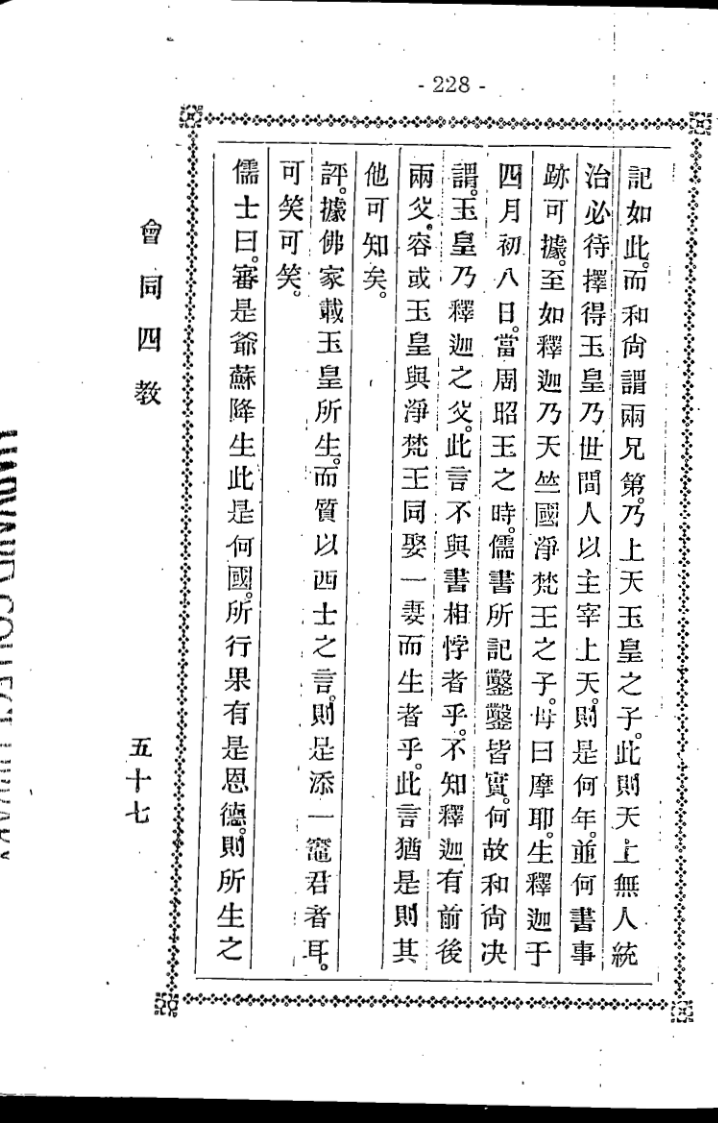 - 228 -
記如此。而和尙謂兩兄第。乃上天玉皇之子。此則天上無人統
治必待擇得玉皇乃世間人以主宰上天。則是何年。並何書事
跡可據。至如釋迦乃天竺國淨梵王之子。母曰摩耶。生釋迦于
四月初八日。當周昭王之時。儒書所記鑿鑿皆實。何故和尙决
謂。玉皇乃釋迦之父。此言不與書相悖者乎。不知釋迦有前後
兩父。容或玉皇與淨梵王同娶一妻而生者乎。此言猶是則其
他可知矣。
評。據佛家載玉皇所生。而質以西士之言。則是添一竈君者耳。
可笑可笑。
儒士曰。審是爺蘇降生此是何國。所行果有是恩德。則所生之
會同四教
五十七